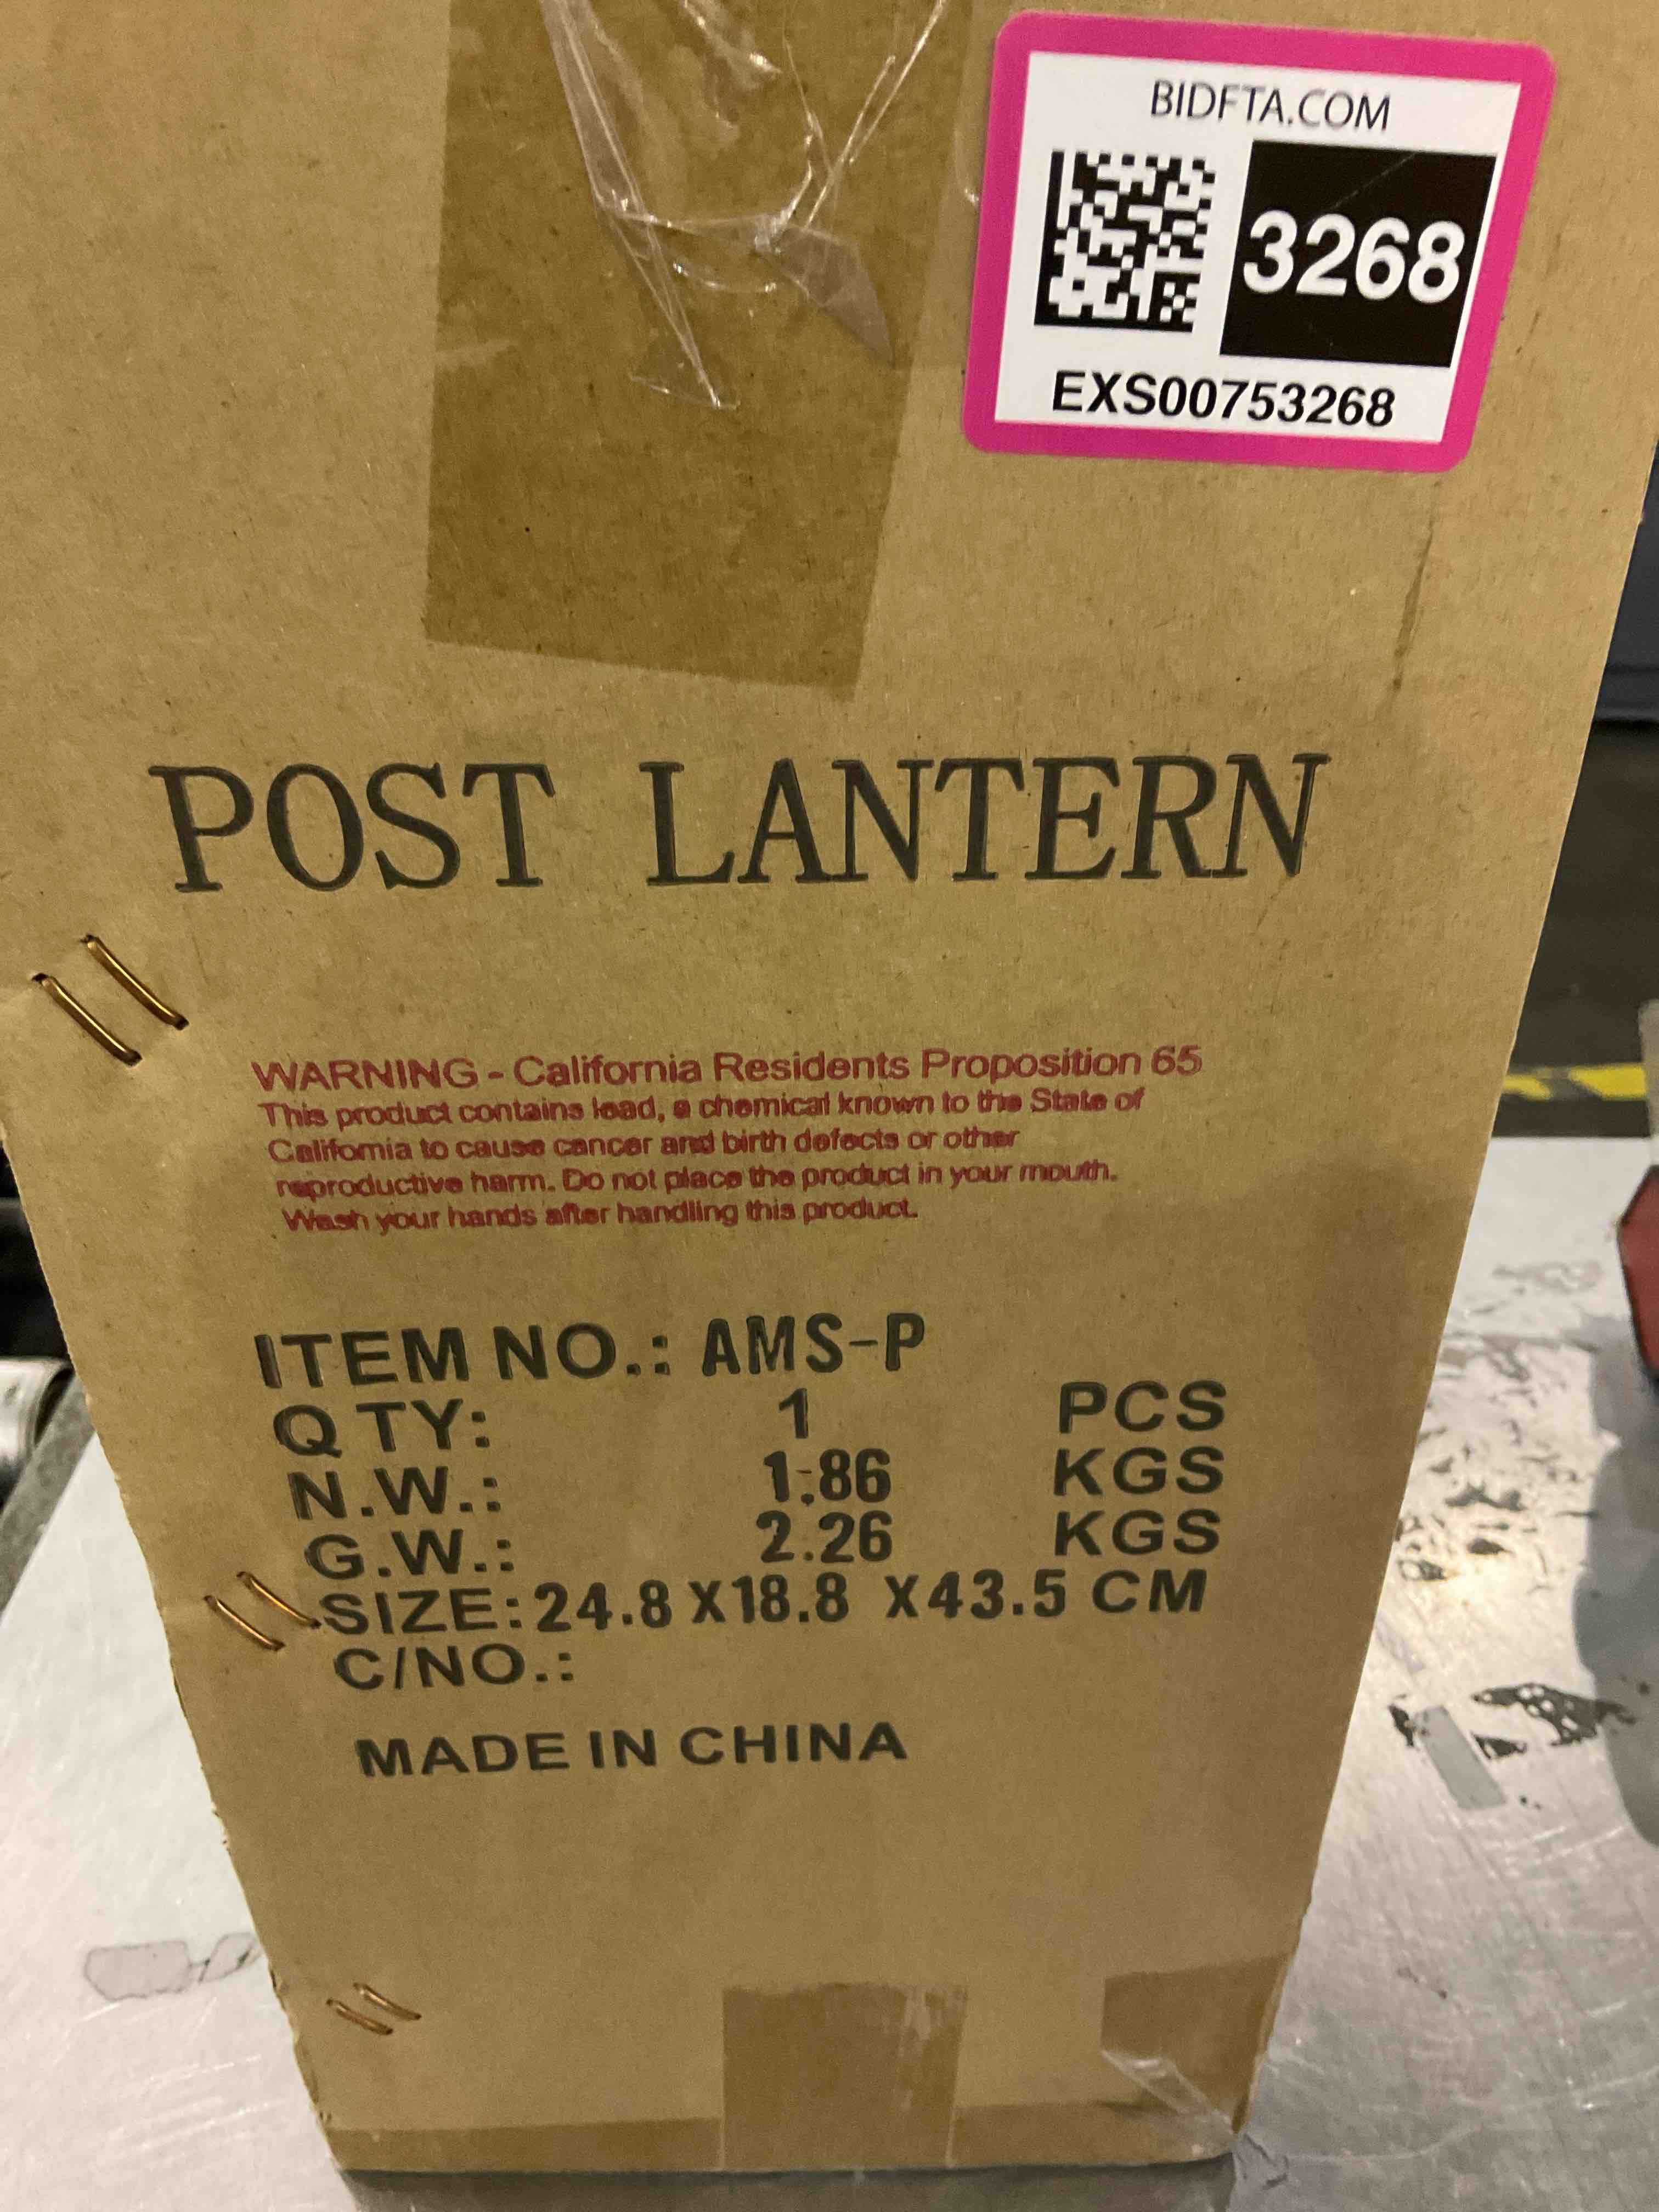 BIDFTA.COM
3268
EXS00753268
POST LANTERN
WARNING - California Residents Proposition 65
This product contains lead, a chemical known to the State of
California to cause cancer and birth defects or other
reproductive harm. Do not place the product in your mouth.
Wash your hands after handling this product.
ITEM NO.: AMS-P
Q TY: 1 PCS
N.W.: 1.86 KGS
G.W.: 2.26 KGS
SIZE: 24.8 X 18.8 X 43.5 CM
C/NO.:
MADE IN CHINA